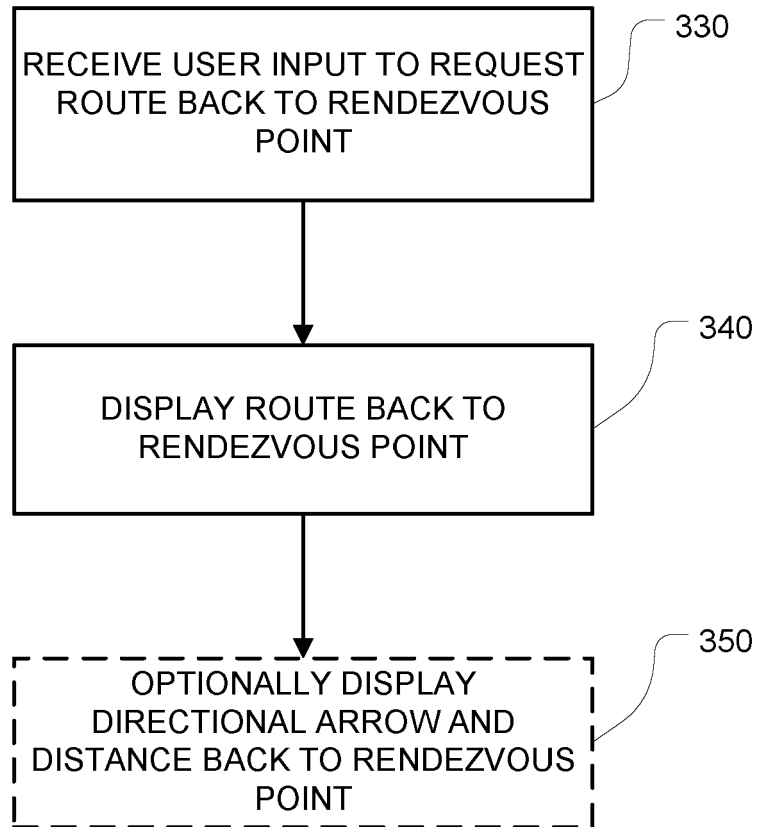 330
RECEIVE USER INPUT TO REQUEST
ROUTE BACK TO RENDEZVOUS
POINT
340
DISPLAY ROUTE BACK TO
RENDEZVOUS POINT
350
OPTIONALLY DISPLAY
DIRECTIONAL ARROW AND
DISTANCE BACK TO RENDEZVOUS
POINT